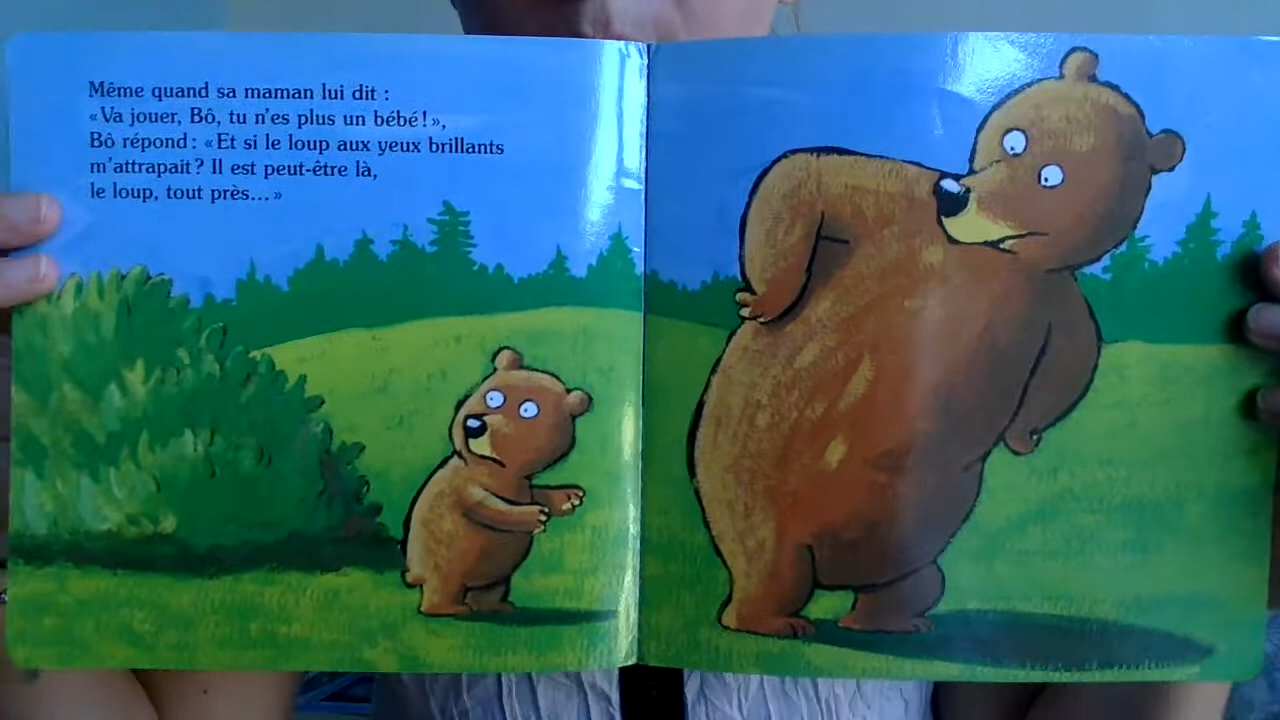 Même quand sa maman lui dit :
«Va jouer, Bô, tu n'es plus un bébé!»,
Bô répond: «Et si le loup aux yeux brillants
m'attrapait? Il est peut-être là,
le loup, tout près...»